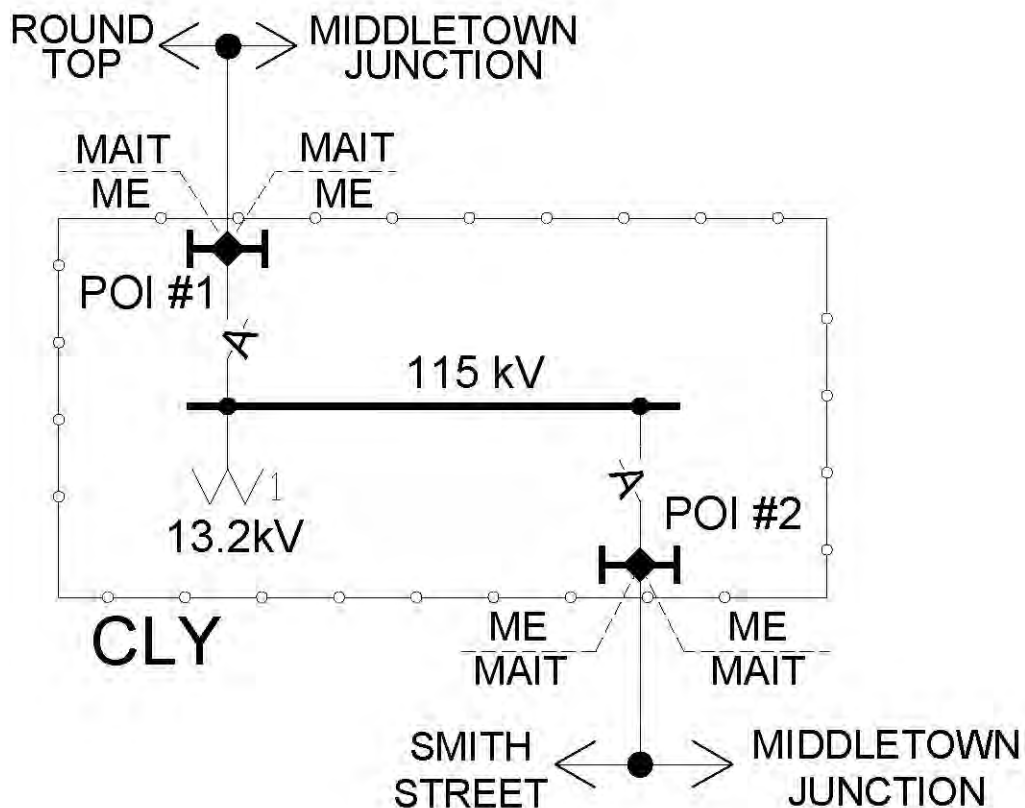 ROUND
TOP
MIDDLETOWN
JUNCTION
MAIT
ME
MAIT
ME
POI #1
A
115 kV
1
13.2kV
A
POI #2
CLY
ME
MAIT
ME
MAIT
SMITH
STREET
MIDDLETOWN
JUNCTION